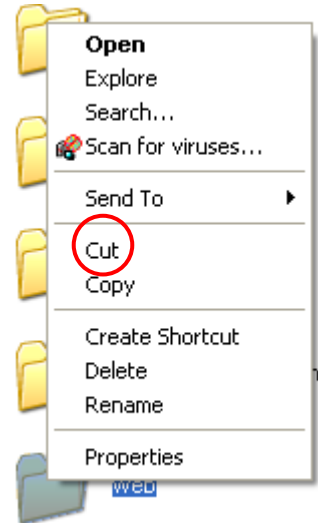 Open
Explore
Search...
Scan for viruses...
Send To
Cut
Copy
Create Shortcut
Delete
Rename
Properties
Web